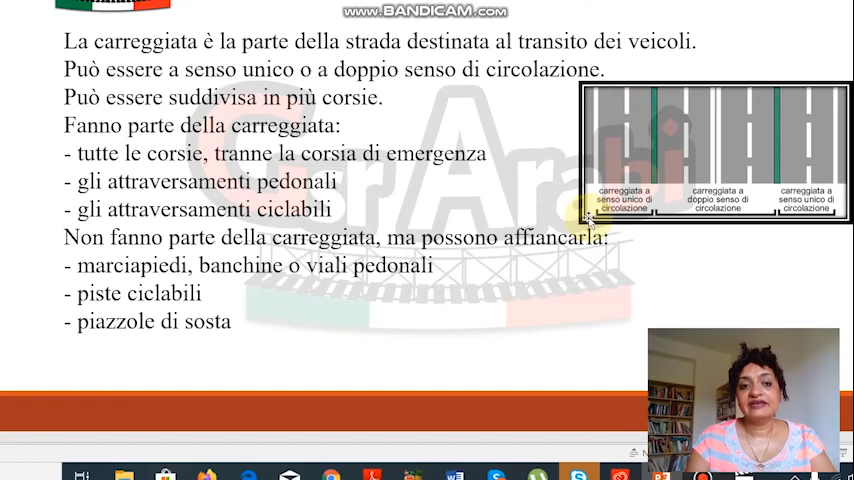 WWW.BANDICAM.COM
La carreggiata è la parte della strada destinata al transito dei veicoli.
Può essere a senso unico o a doppio senso di circolazione.
Può essere suddivisa in più corsie.
Fanno parte della carreggiata:
- tutte le corsie, tranne la corsia di emergenza
- gli attraversamenti pedonali
- gli attraversamenti ciclabili
Non fanno parte della carreggiata, ma possono affiancarla:
- marciapiedi, banchine o viali pedonali
- piste ciclabili
- piazzole di sosta
carreggiata a
senso unico di
circolazione
carreggiata a
doppio senso di
circolazione
carreggiata a
senso unico di
circolazione